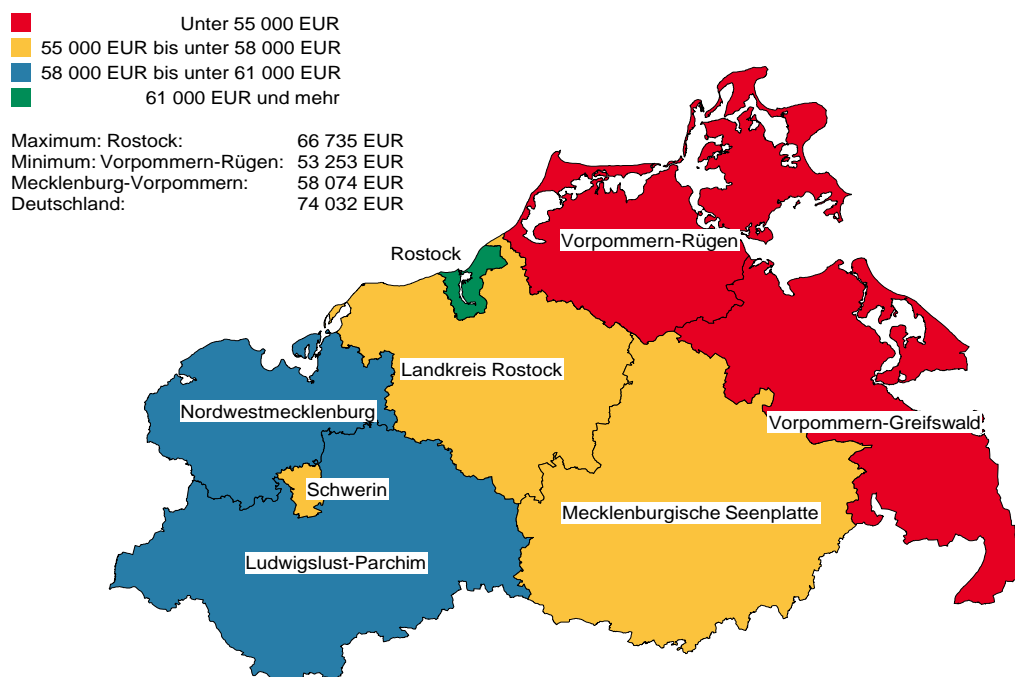 Unter 55 000 EUR
55 000 EUR bis unter 58 000 EUR
58 000 EUR bis unter 61 000 EUR
61 000 EUR und mehr
Maximum: Rostock: 66 735 EUR
Minimum: Vorpommern-Rügen: 53 253 EUR
Mecklenburg-Vorpommern: 58 074 EUR
Deutschland: 74 032 EUR
Vorpommern-Rügen
Rostock
Landkreis Rostock
Nordwestmecklenburg
Vorpommern-Greifswald
Schwerin
Mecklenburgische Seenplatte
Ludwigslust-Parchim